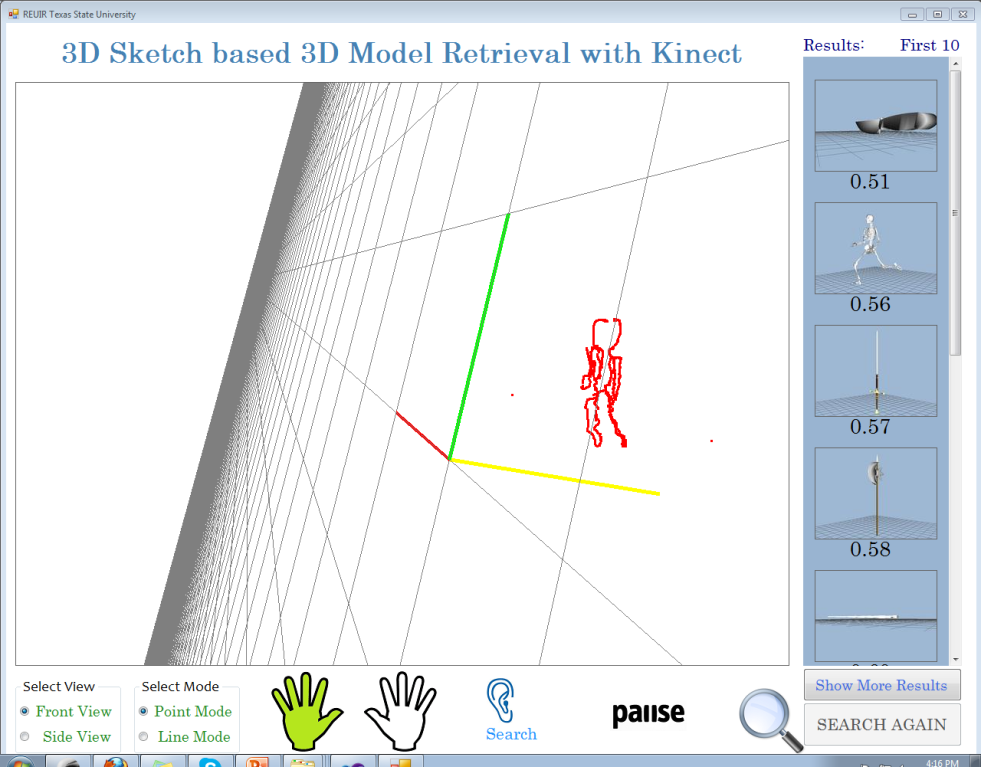 REUIR Texas State University
3D Sketch based 3D Model Retrieval with Kinect
Results: First 10
0.51
0.56
0.57
0.58
Select View
Front View
Side View
Select Mode
Point Mode
Line Mode
Search
pause
Show More Results
SEARCH AGAIN
4:16 PM